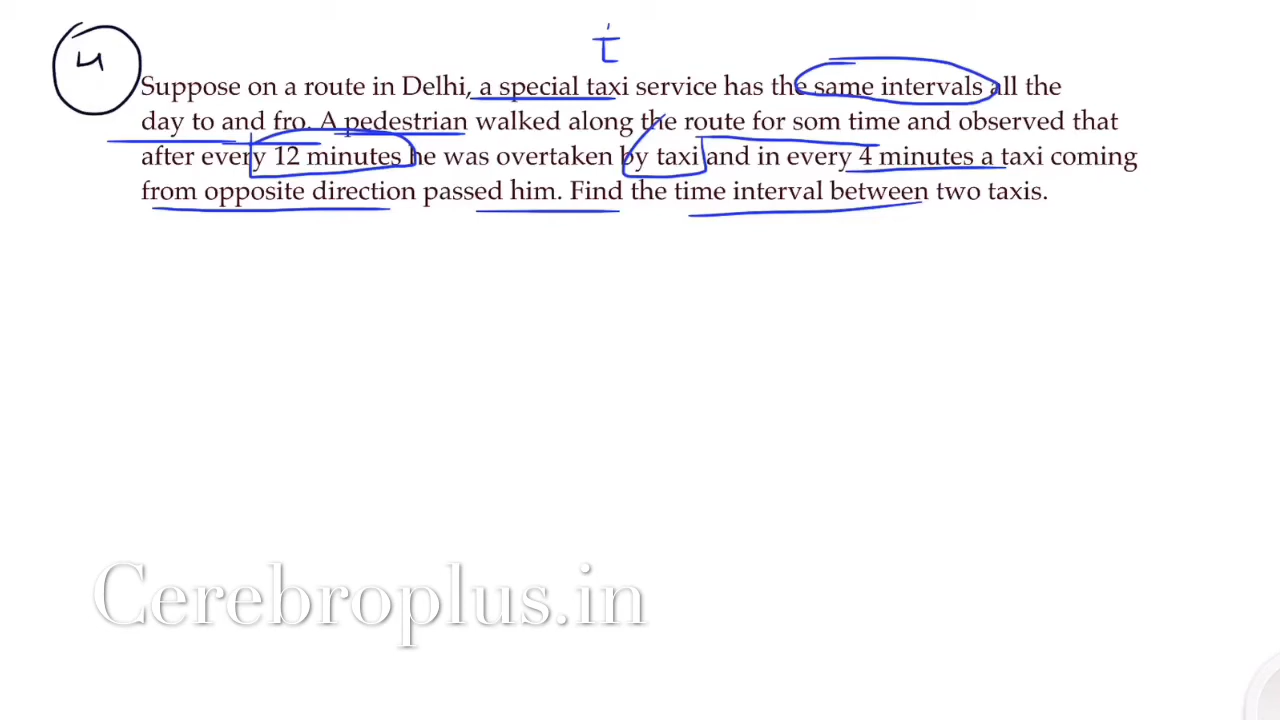 4
t
Suppose on a route in Delhi, a special taxi service has the same intervals all the
day to and fro. A pedestrian walked along the route for som time and observed that
after every 12 minutes he was overtaken by taxi and in every 4 minutes a taxi coming
from opposite direction passed him. Find the time interval between two taxis.
Cerebroplus.in